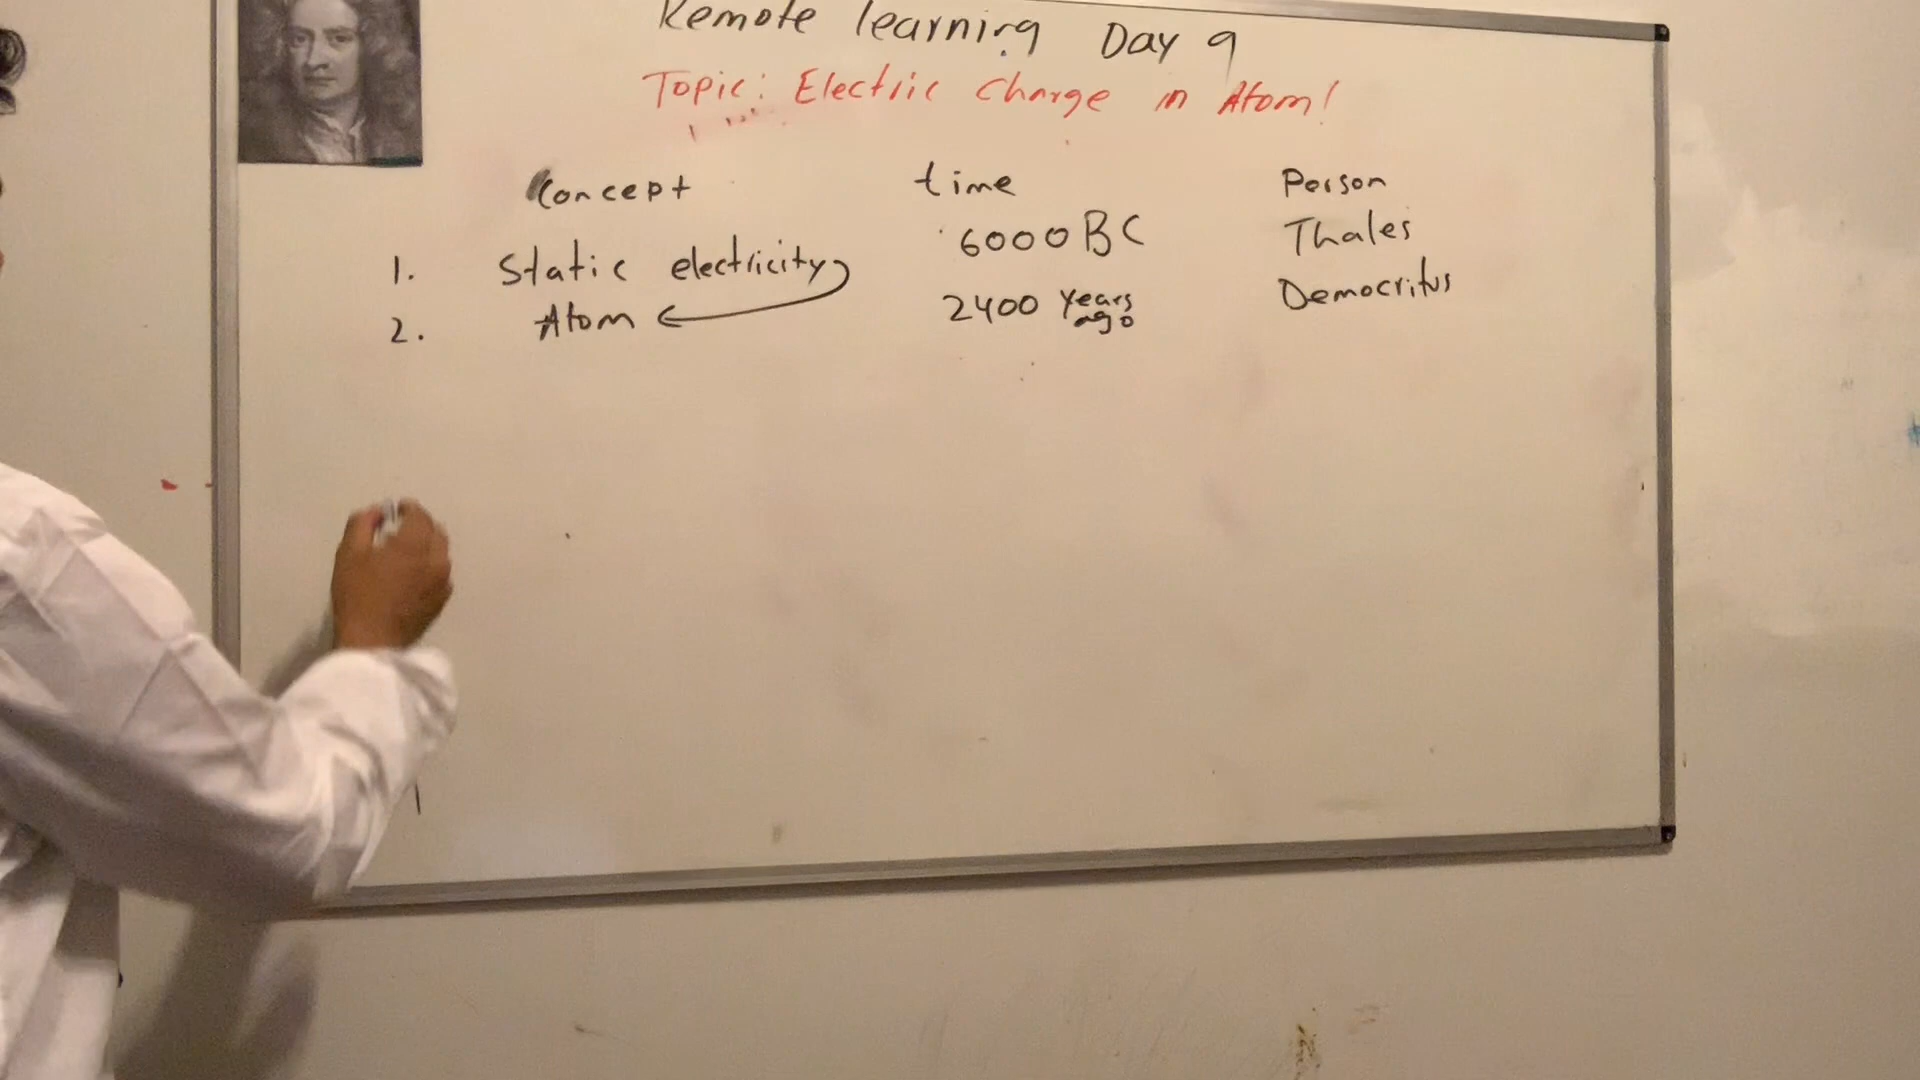 Remote learning Day 9
Topic: Electric Charge in Atom!
Concept time Person
1. Static electricity 6000 BC Thales
2. Atom 2400 years ago Democritus